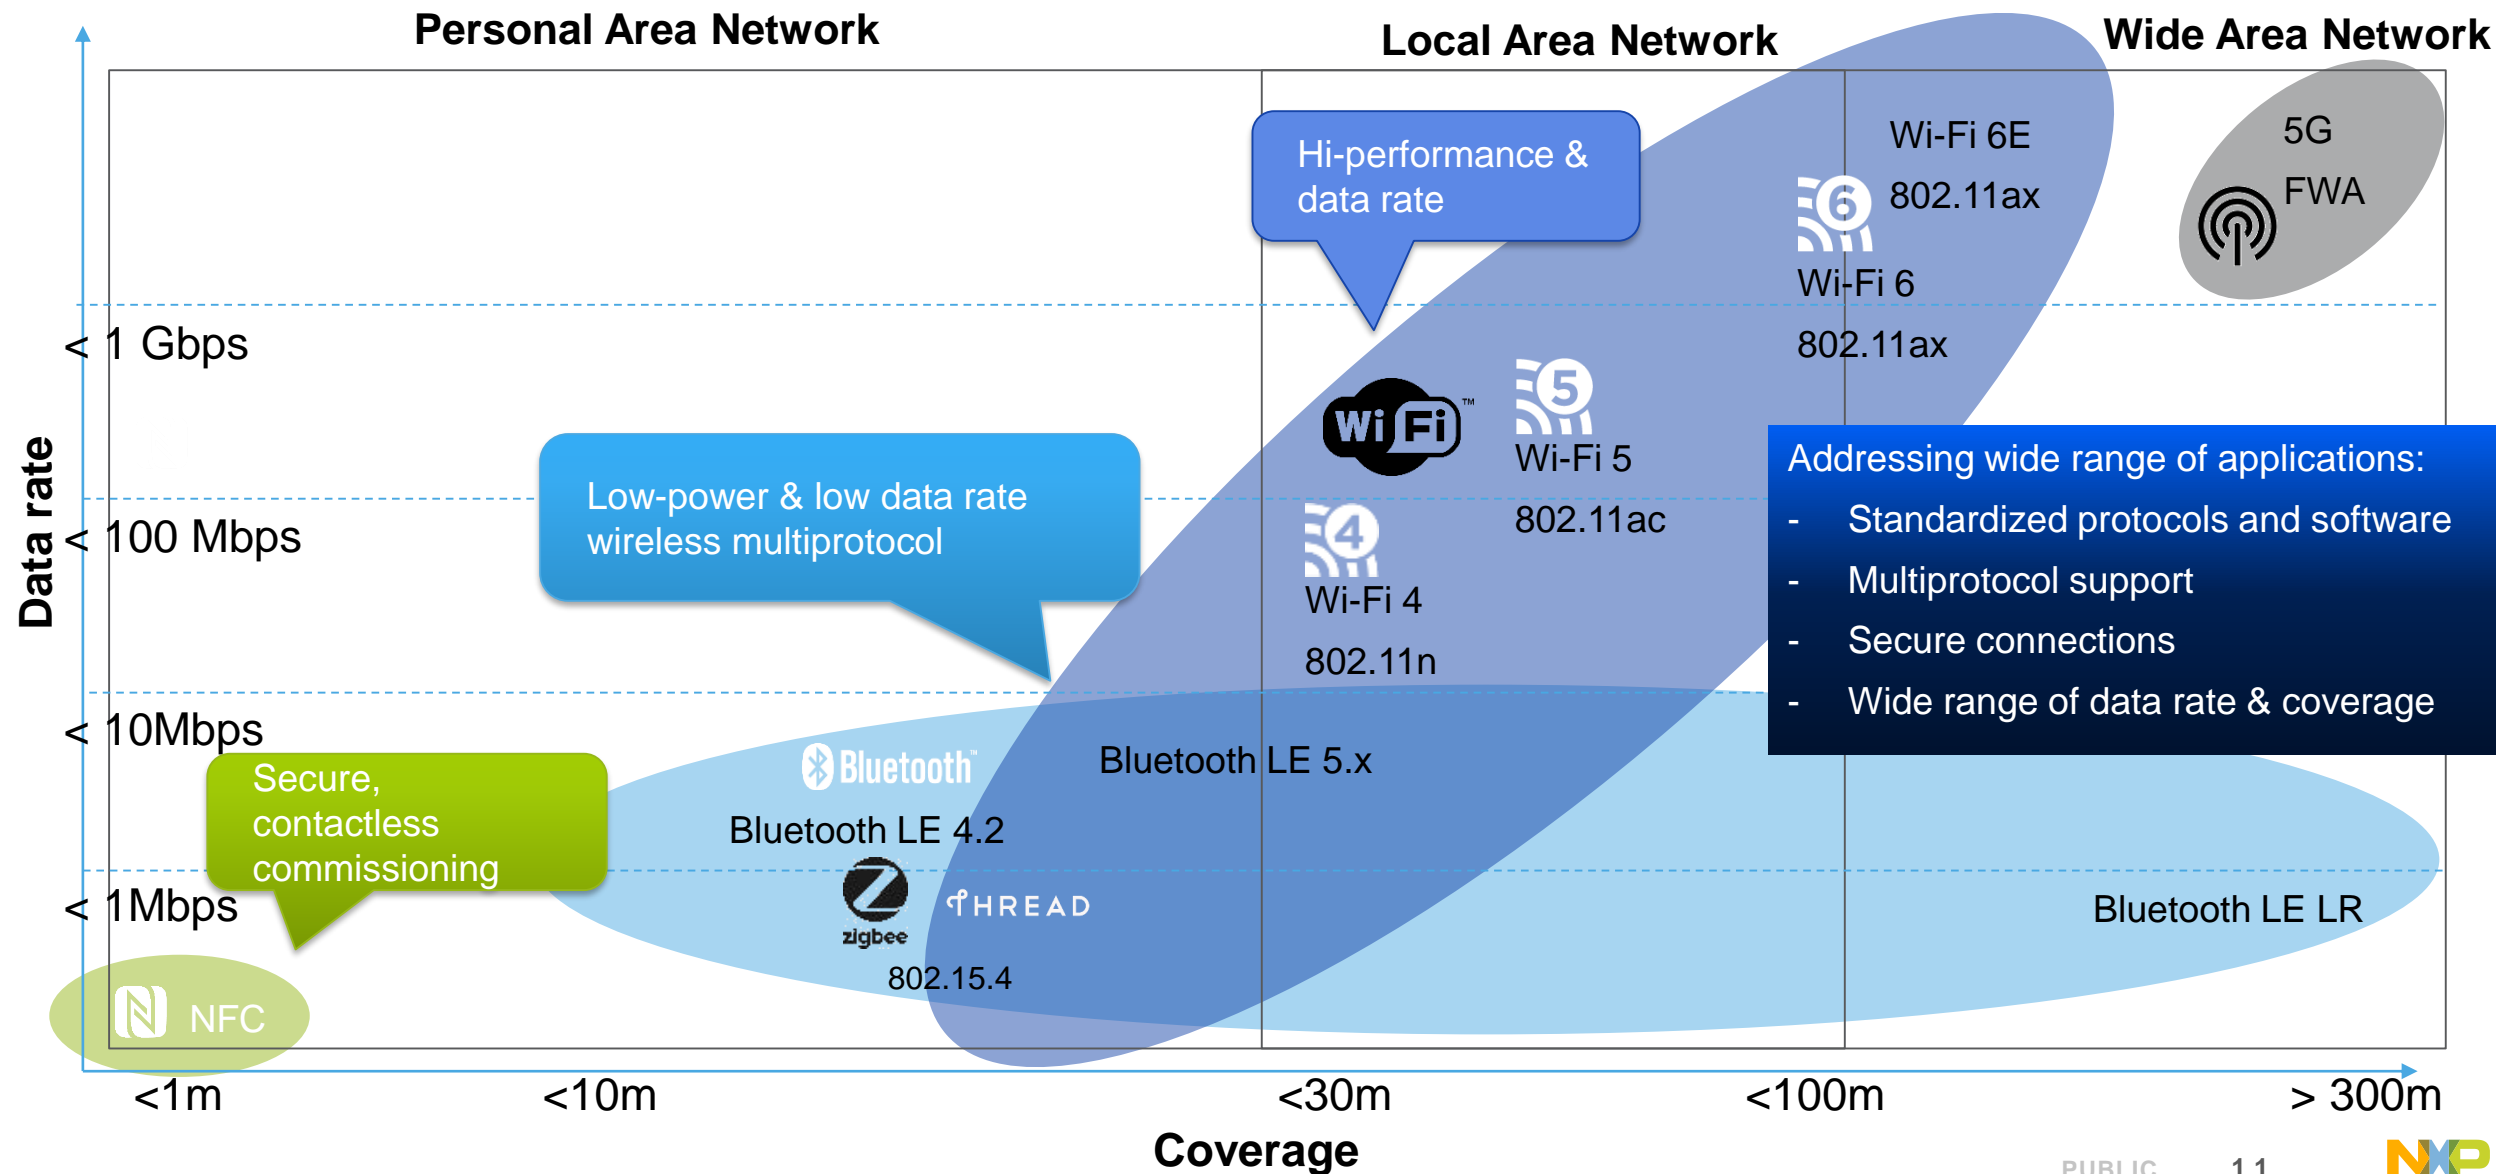 Personal Area Network
Local Area Network
Wide Area Network
Hi-performance &
data rate
Wi-Fi 6E
802.11ax
6
Wi-Fi 6
802.11ax
5G
FWA
< 1 Gbps
WiFi™
5
Wi-Fi 5
802.11ac
Low-power & low data rate
wireless multiprotocol
< 100 Mbps
4
Wi-Fi 4
802.11n
Addressing wide range of applications:
- Standardized protocols and software
- Multiprotocol support
- Secure connections
- Wide range of data rate & coverage
Data rate
< 10Mbps
Secure,
contactless
commissioning
Bluetooth™
Bluetooth LE 4.2
Bluetooth LE 5.x
< 1Mbps
zigbee
THREAD
802.15.4
Bluetooth LE LR
NFC
<1m
<10m
<30m
<100m
> 300m
Coverage
PUBLIC
11
NXP